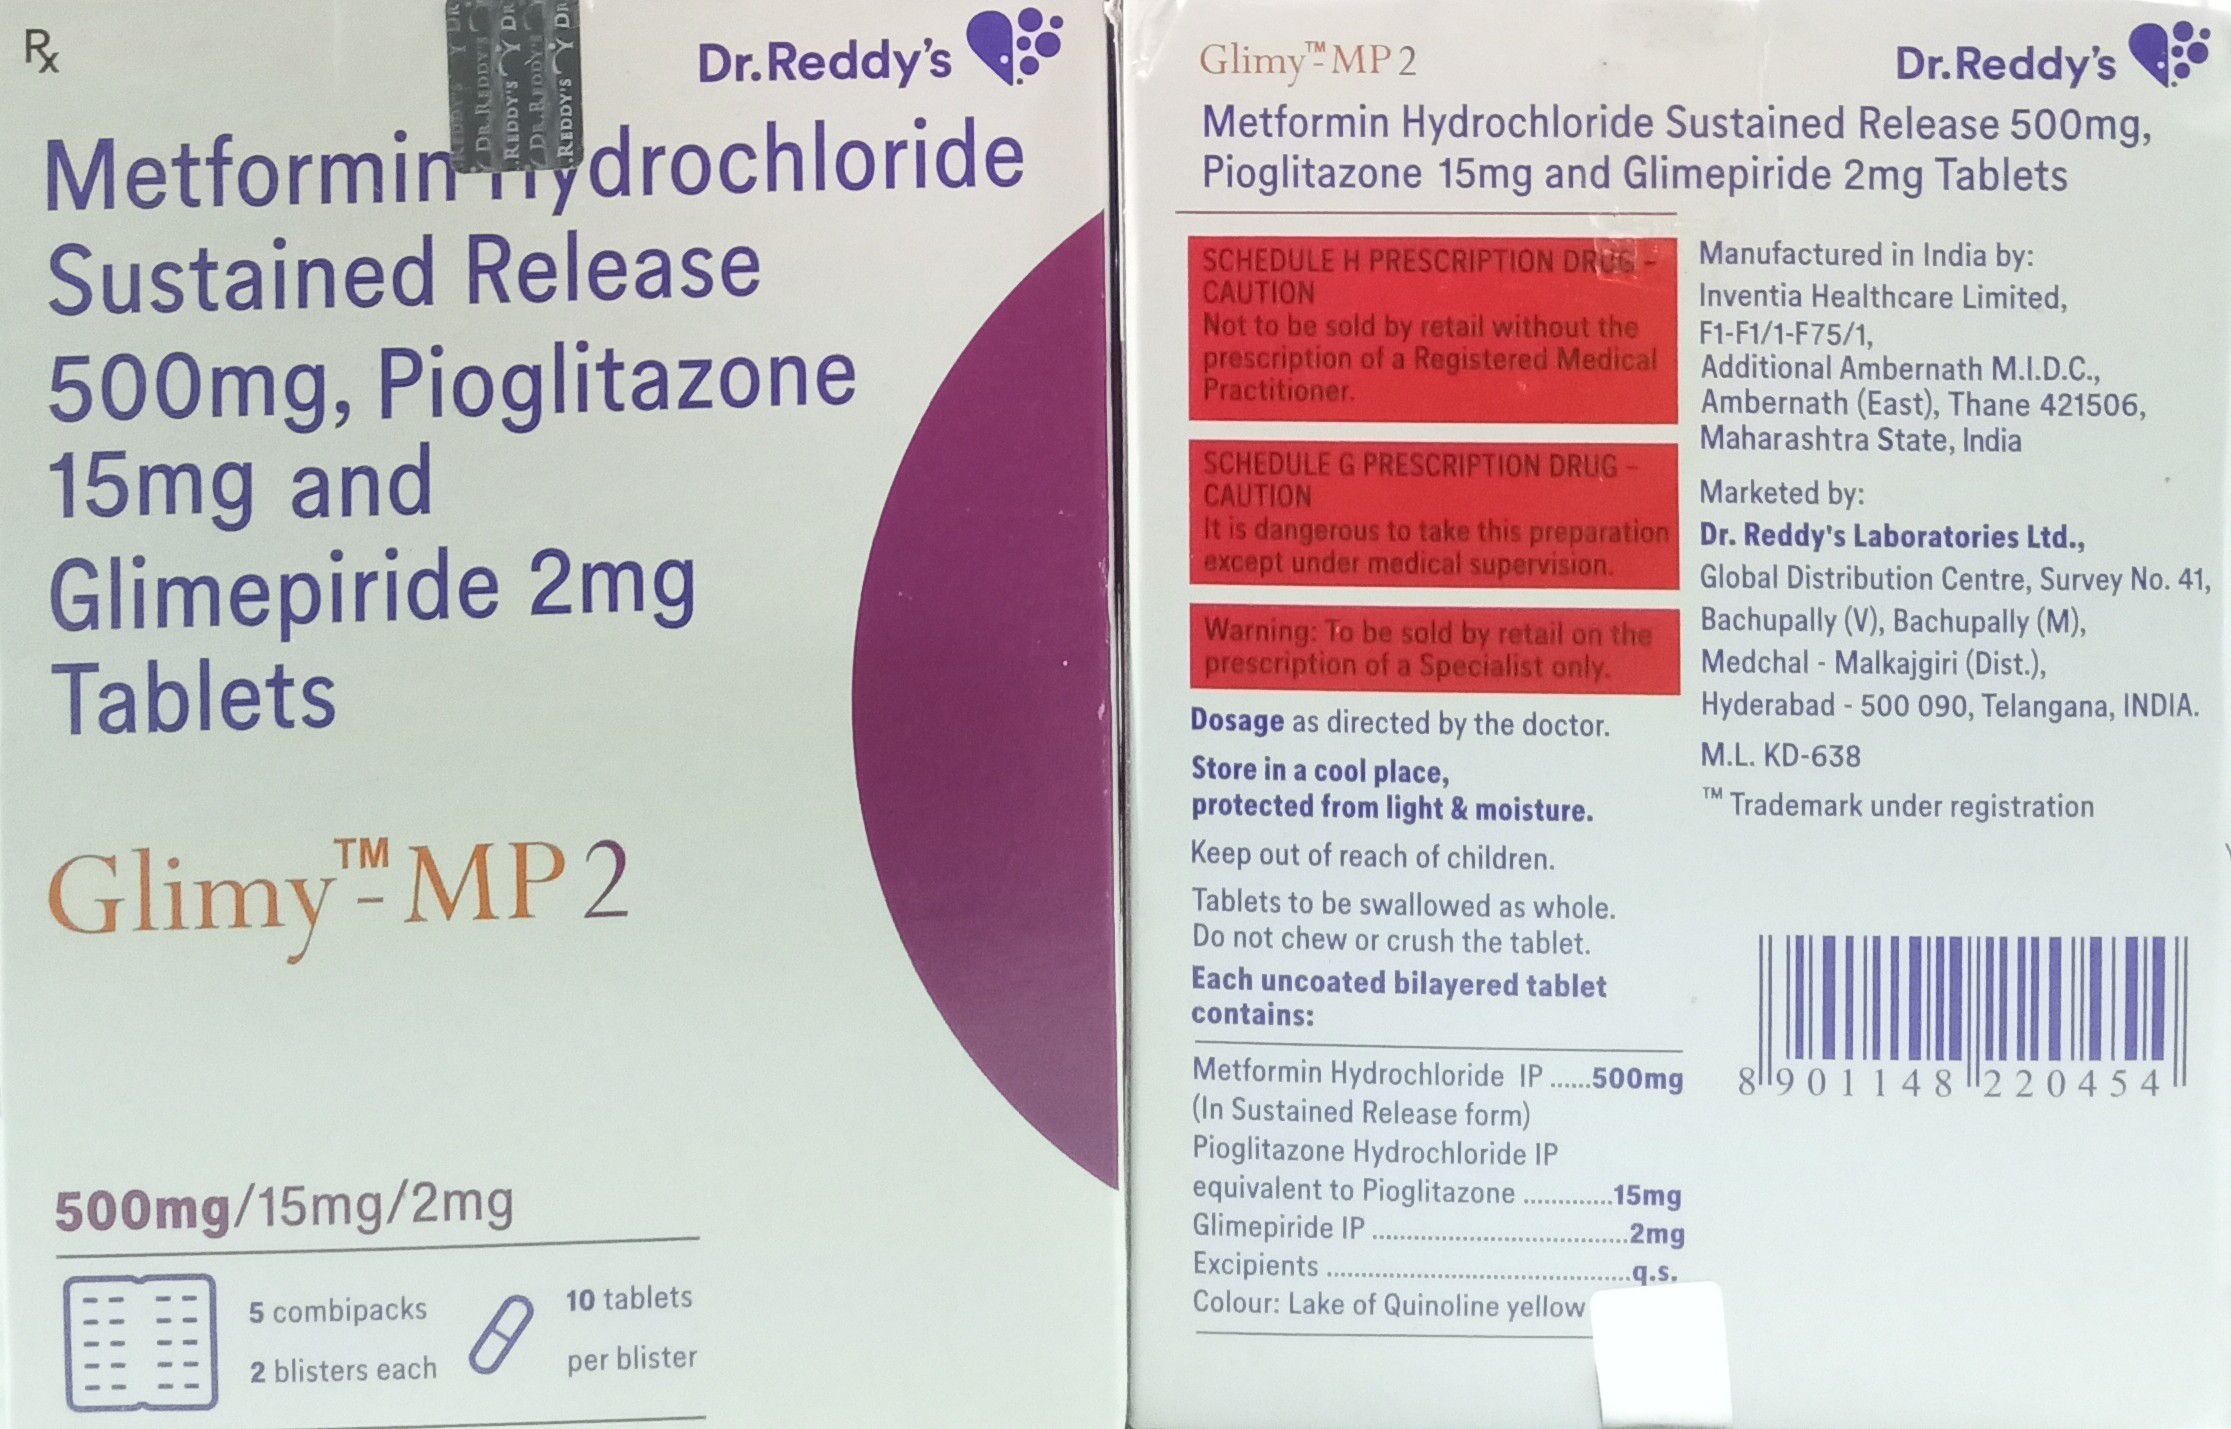 Rx
Dr.Reddy's
Metformin Hydrochloride
Sustained Release
500mg, Pioglitazone
15mg and
Glimepiride 2mg
Tablets
Glimy™-MP 2
500mg/15mg/2mg
5 combipacks
2 blisters each
10 tablets
per blister
DR.REDDY'S
REDDY'S
DR
DR.REDDY'S
.REDDY'S
DR
Glimy™-MP 2
Dr.Reddy's
Metformin Hydrochloride Sustained Release 500mg,
Pioglitazone 15mg and Glimepiride 2mg Tablets
SCHEDULE H PRESCRIPTION DRUG -
CAUTION
Not to be sold by retail without the
prescription of a Registered Medical
Practitioner.
SCHEDULE G PRESCRIPTION DRUG -
CAUTION
It is dangerous to take this preparation
except under medical supervision.
Warning: To be sold by retail on the
prescription of a Specialist only.
Dosage as directed by the doctor.
Store in a cool place,
protected from light & moisture.
Keep out of reach of children.
Tablets to be swallowed as whole.
Do not chew or crush the tablet.
Each uncoated bilayered tablet
contains:
Metformin Hydrochloride IP ......500mg
(In Sustained Release form)
Pioglitazone Hydrochloride IP
equivalent to Pioglitazone .............15mg
Glimepiride IP .....................................2mg
Excipients ............................................q.s.
Colour: Lake of Quinoline yellow
Manufactured in India by:
Inventia Healthcare Limited,
F1-F1/1-F75/1,
Additional Ambernath M.I.D.C.,
Ambernath (East), Thane 421506,
Maharashtra State, India
Marketed by:
Dr. Reddy's Laboratories Ltd.,
Global Distribution Centre, Survey No. 41,
Bachupally (V), Bachupally (M),
Medchal - Malkajgiri (Dist.),
Hyderabad - 500 090, Telangana, INDIA.
M.L. KD-638
™ Trademark under registration
8 901148 220454